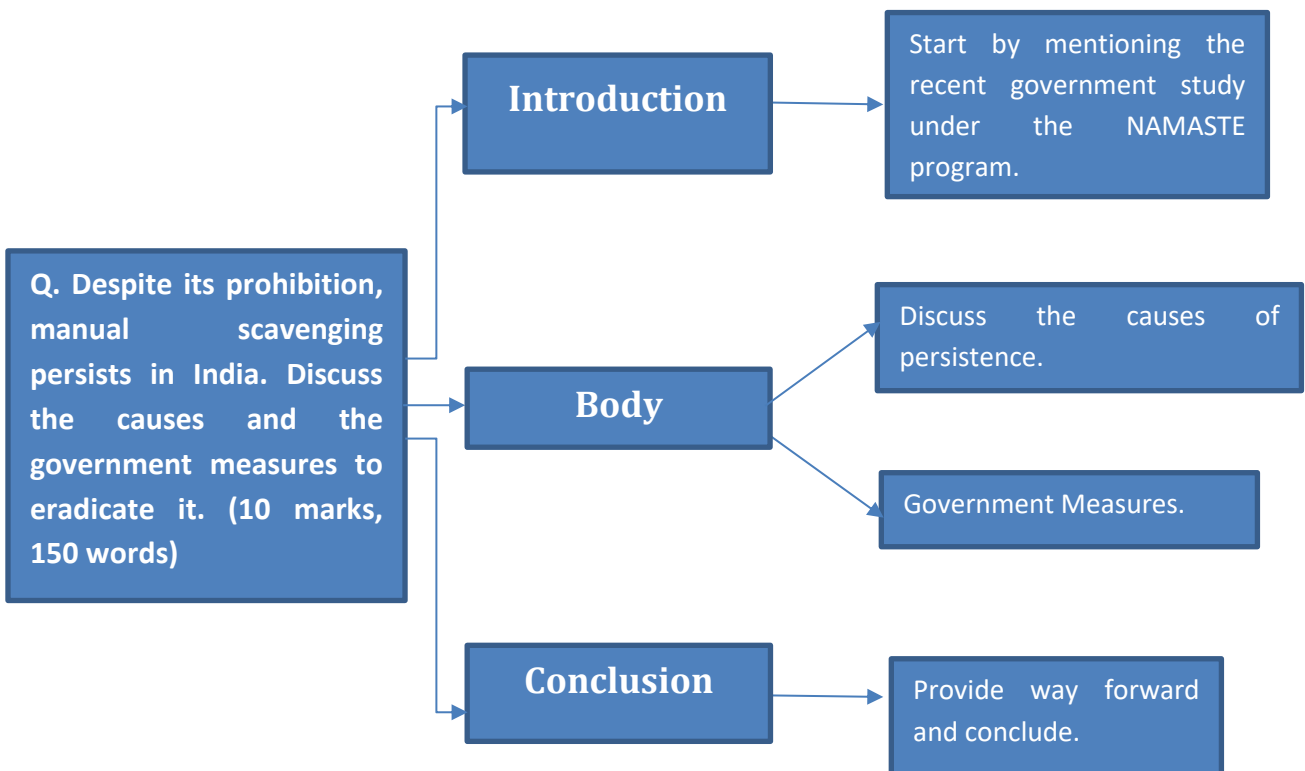 Q. Despite its prohibition,
manual scavenging
persists in India. Discuss
the causes and the
government measures to
eradicate it. (10 marks,
150 words)
Introduction
Start by mentioning the
recent government study
under the NAMASTE
program.
Body
Discuss the causes of
persistence.
Government Measures.
Conclusion
Provide way forward
and conclude.